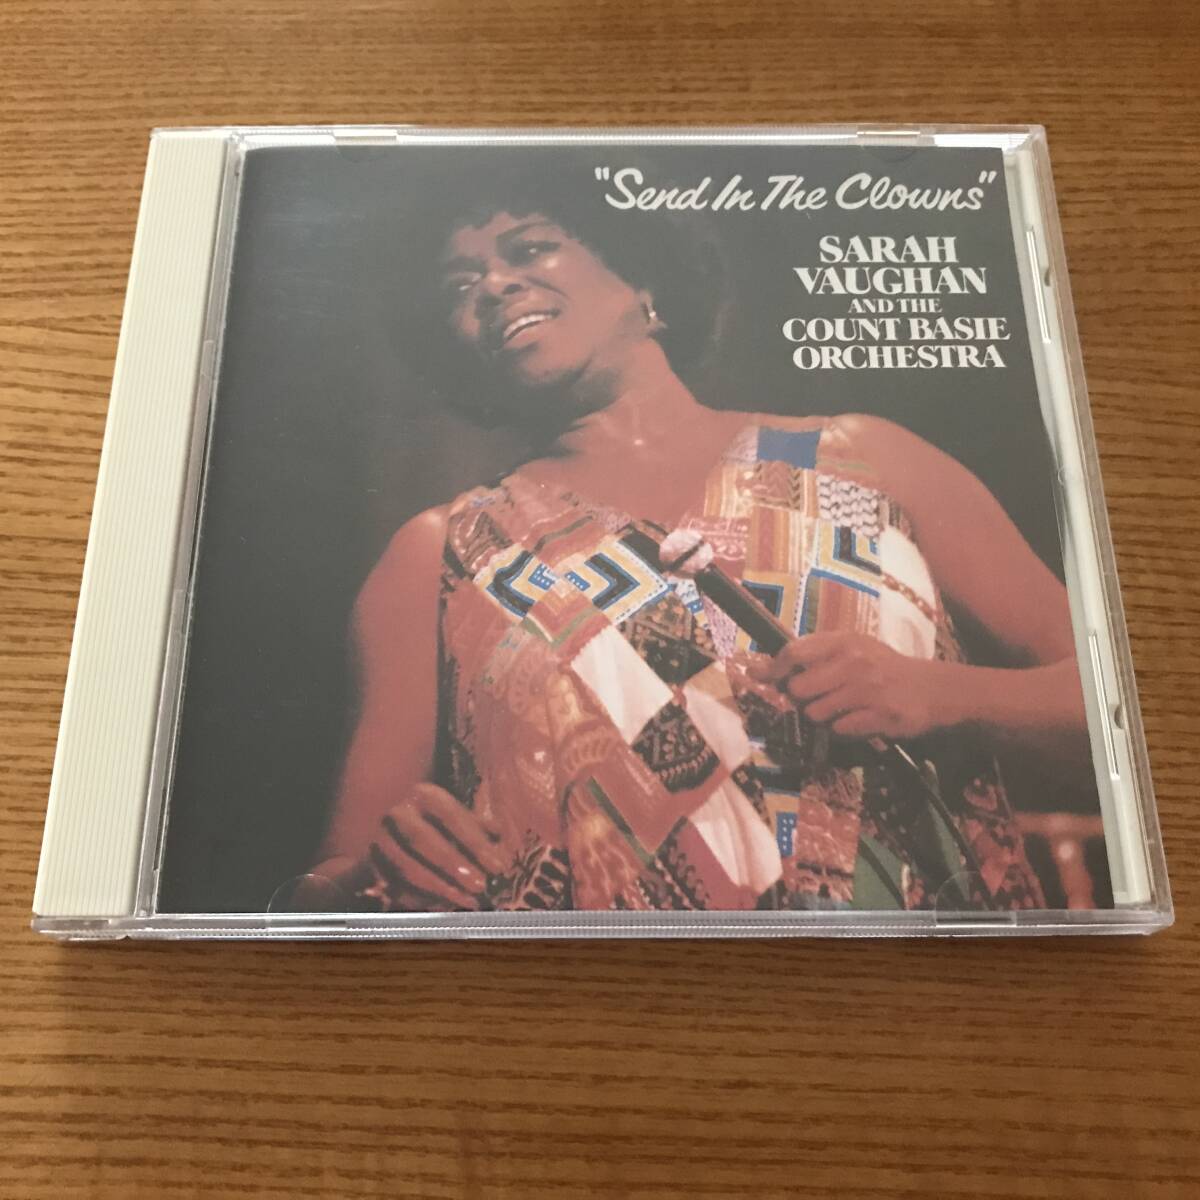 "Send In The Clowns"
SARAH
VAUGHAN
AND THE
COUNT BASIE
ORCHESTRA